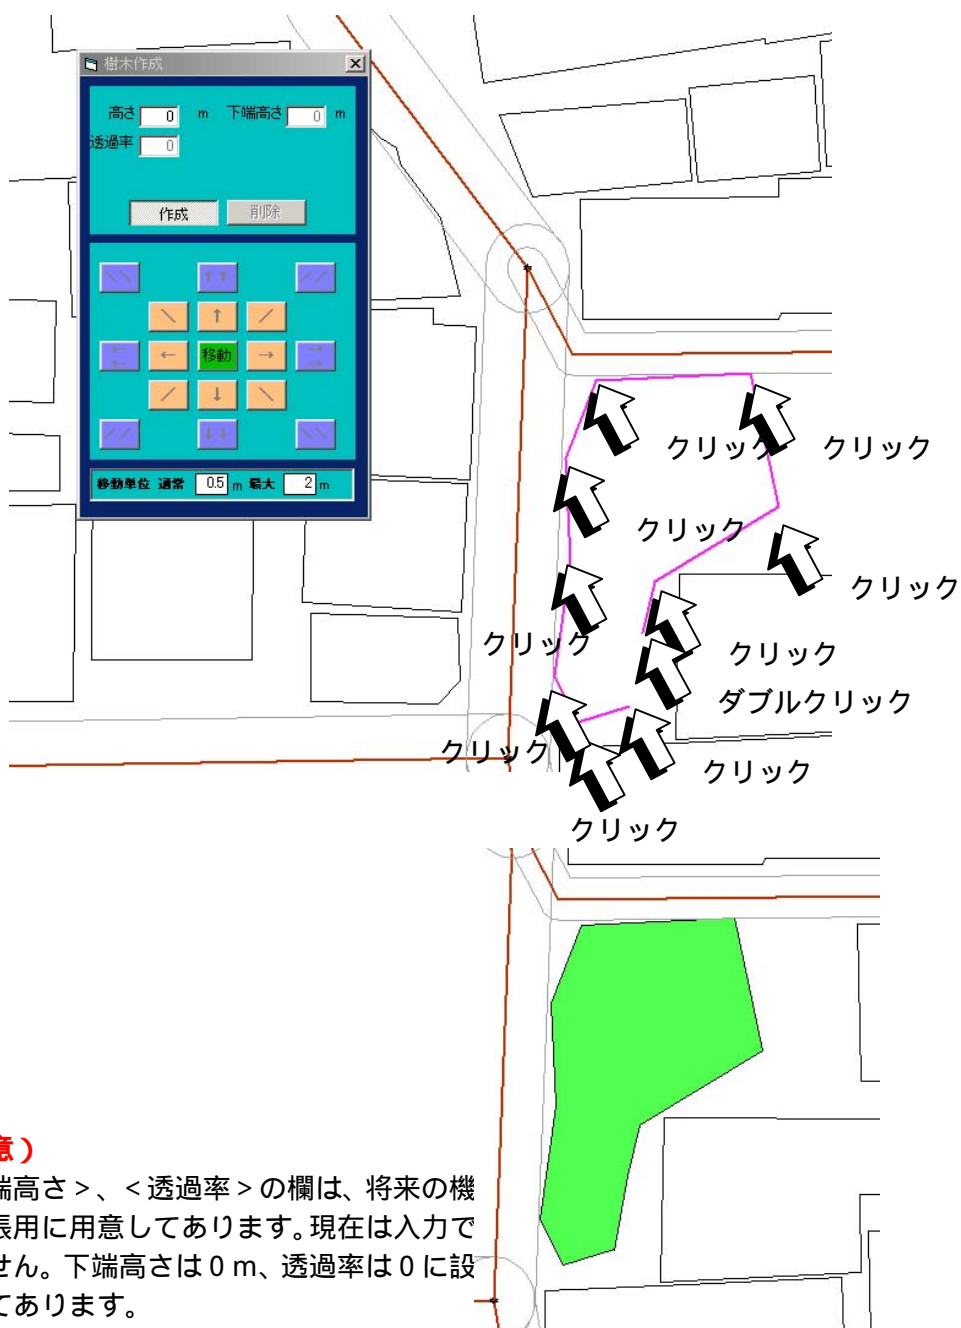 樹木作成
高さ 0 m 下端高さ 0 m
透過率 0
作成 削除
移動
移動単位 通常 0.5 m 最大 2 m
クリック クリック
クリック
クリック
クリック
クリック
ダブルクリック
クリック
クリック
クリック
意)
端高さ>、<透過率>の欄は、将来の機
張用に用意してあります。現在は入力で
せん。下端高さは0m、透過率は0に設
てあります。